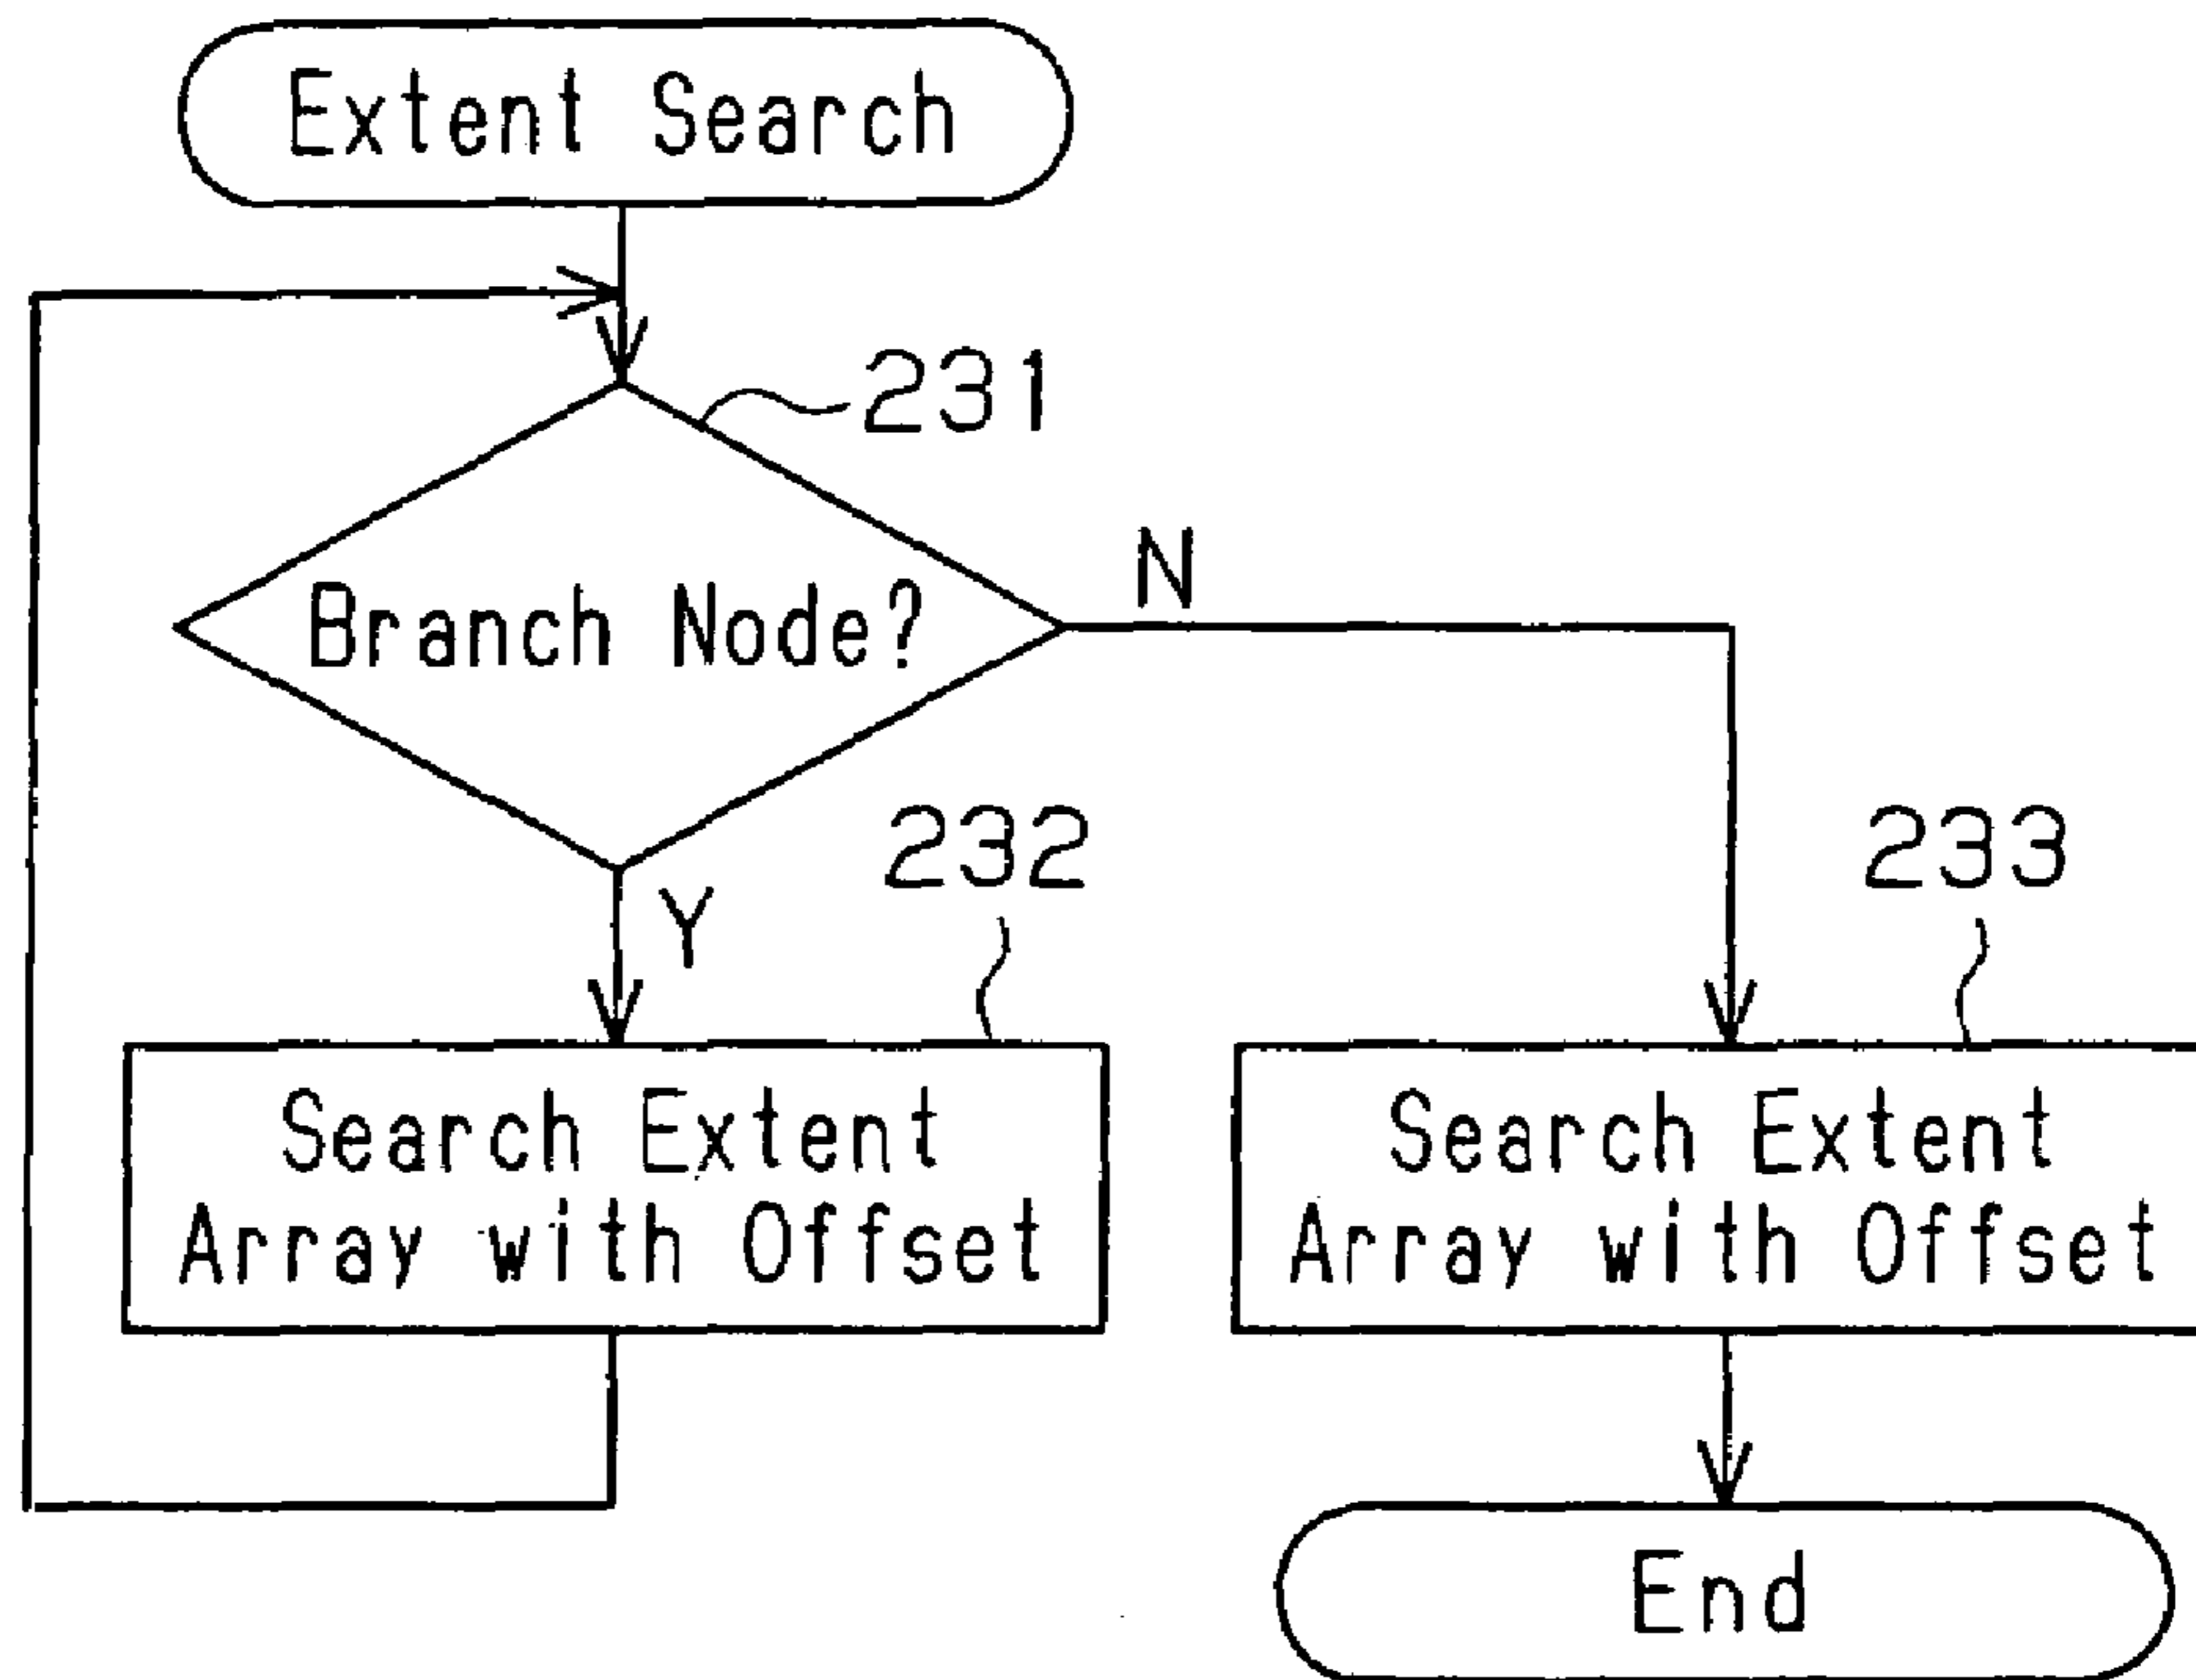 Extent Search
231
Branch Node?
N
Y
232
233
Search Extent
Array with Offset
Search Extent
Array with Offset
End